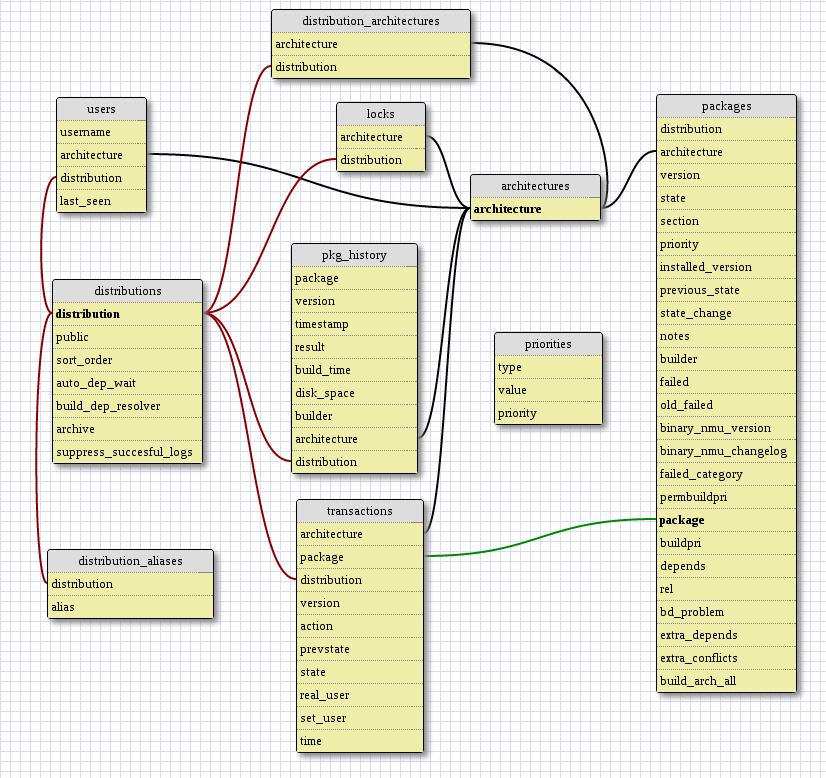 distribution_architectures
architecture
distribution
users
username
architecture
distribution
last_seen
locks
architecture
distribution
architectures
architecture
packages
distribution
architecture
version
state
section
priority
installed_version
previous_state
state_change
notes
builder
failed
old_failed
binary_nmu_version
binary_nmu_changelog
failed_category
permbuildpri
package
buildpri
depends
rel
bd_problem
extra_depends
extra_conflicts
build_arch_all
distributions
distribution
public
sort_order
auto_dep_wait
build_dep_resolver
archive
suppress_succesful_logs
pkg_history
package
version
timestamp
result
build_time
disk_space
builder
architecture
distribution
priorities
type
value
priority
distribution_aliases
distribution
alias
transactions
architecture
package
distribution
version
action
prevstate
state
real_user
set_user
time